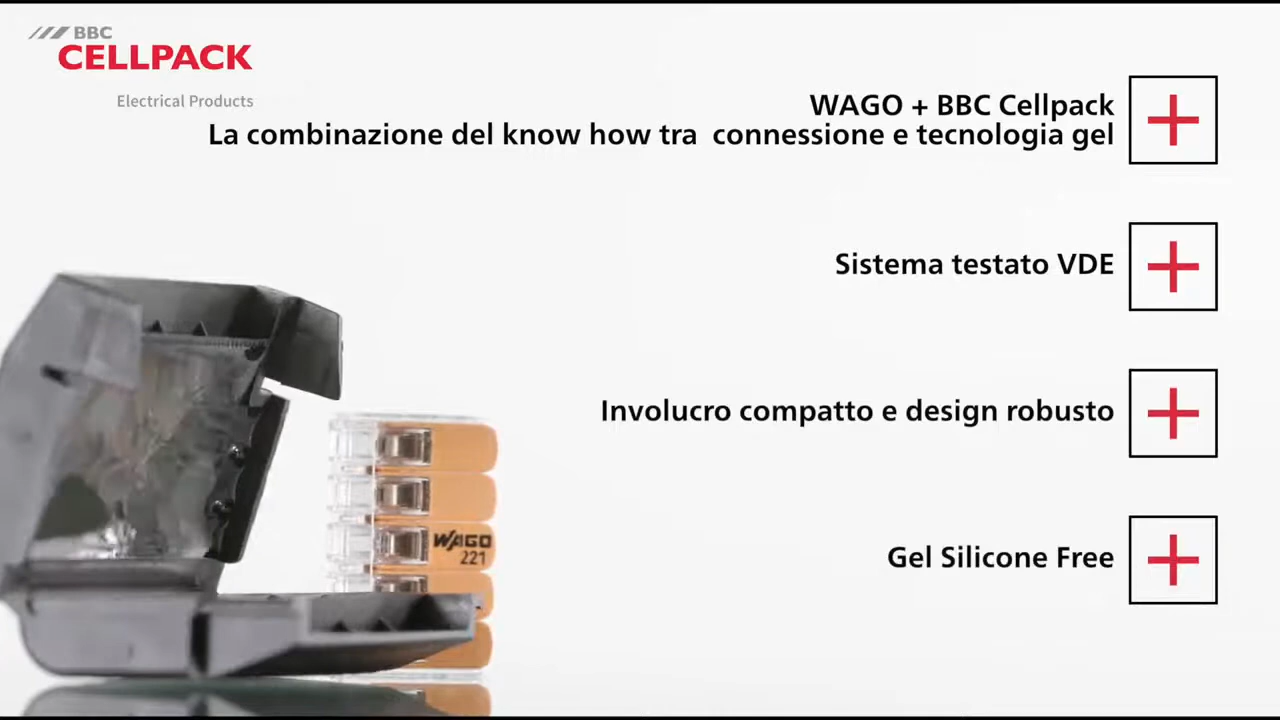 BBC
CELLPACK
Electrical Products
WAGO + BBC Cellpack
La combinazione del know how tra connessione e tecnologia gel
Sistema testato VDE
Involucro compatto e design robusto
Gel Silicone Free
WAGO
221